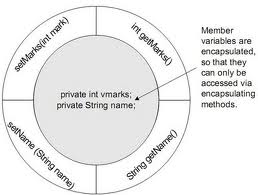 setMarks(int mark)
int getMarks()
private int vmarks;
private String name;
setName (String name)
String getName()
Member
variables are
encapsulated,
so that they
can only be
accessed via
encapsulating
methods.